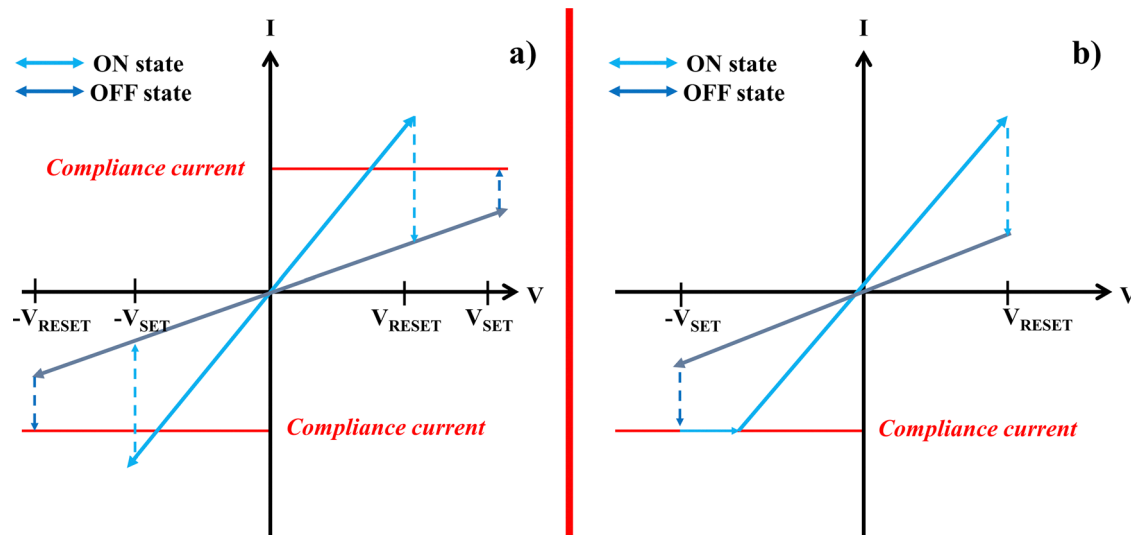 I
a)
ON state
OFF state
Compliance current
V
-V_RESET
-V_SET
V_RESET
V_SET
Compliance current
I
b)
ON state
OFF state
V
-V_SET
V_RESET
Compliance current